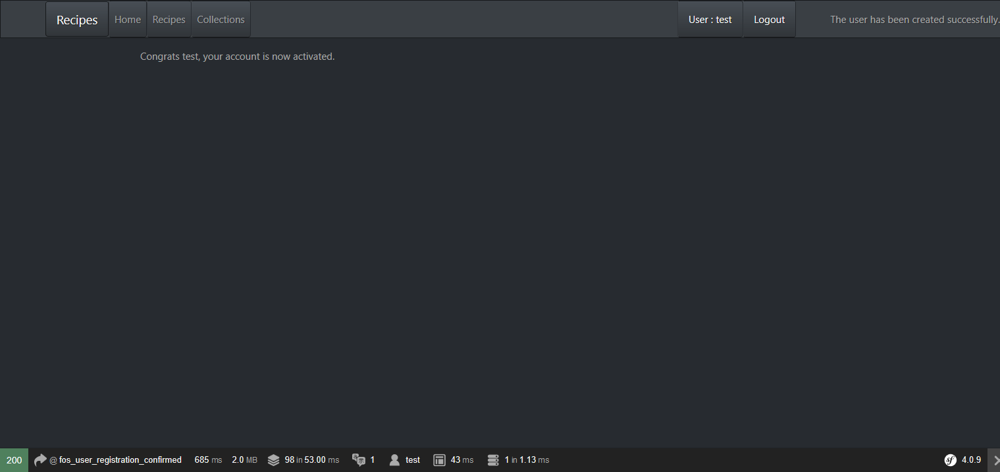 Recipes Home Recipes Collections User : test Logout The user has been created successfully.
Congrats test, your account is now activated.
200 @ fos_user_registration_confirmed 685 ms 2.0 MB 98 in 53.00 ms 1 test 43 ms 1 in 1.13 ms sf 4.0.9